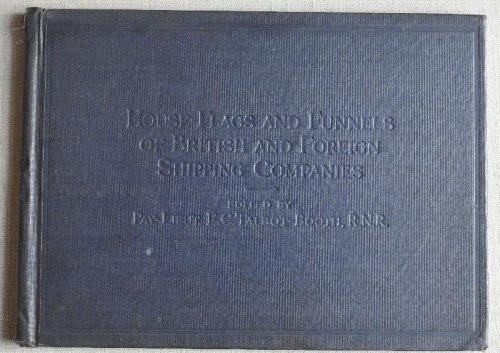 HOUSE FLAGS AND FUNNELS
OF BRITISH AND FOREIGN
SHIPPING COMPANIES
EDITED BY
PAY-LIEUT. E. C. TALBOT-BOOTH, R.N.R.